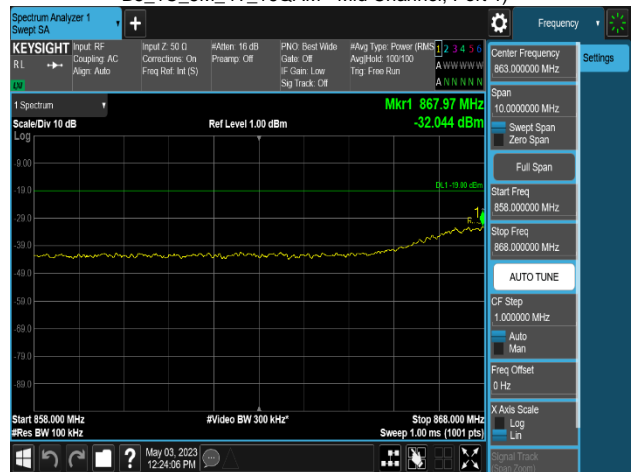 Spectrum Analyzer 1
Swept SA
Frequency
KEYSIGHT
RL
LXI
Input: RF
Coupling: AC
Align: Auto
Input Z: 50 Ω
Corrections: On
Freq Ref: Int (S)
#Atten: 16 dB
Preamp: Off
PNO: Best Wide
Gate: Off
IF Gain: Low
Sig Track: Off
#Avg Type: Power (RMS)
Avg|Hold: 100/100
Trig: Free Run
1 2 3 4 5 6
A W W W W W
A N N N N N
1 Spectrum
Scale/Div 10 dB
Log
Ref Level 1.00 dBm
Mkr1 867.97 MHz
-32.044 dBm
-9.00
-19.0
-29.0
-39.0
-49.0
-59.0
-69.0
-79.0
-89.0
DL1 -19.00 dBm
1
Start 858.000 MHz
#Res BW 100 kHz
#Video BW 300 kHz*
Stop 868.000 MHz
Sweep 1.00 ms (1001 pts)
May 03, 2023
12:24:06 PM
Center Frequency
863.000000 MHz
Settings
Span
10.0000000 MHz
Swept Span
Zero Span
Full Span
Start Freq
858.000000 MHz
Stop Freq
868.000000 MHz
AUTO TUNE
CF Step
1.000000 MHz
Auto
Man
Freq Offset
0 Hz
X Axis Scale
Log
Lin
Signal Track
(Span Zoom)